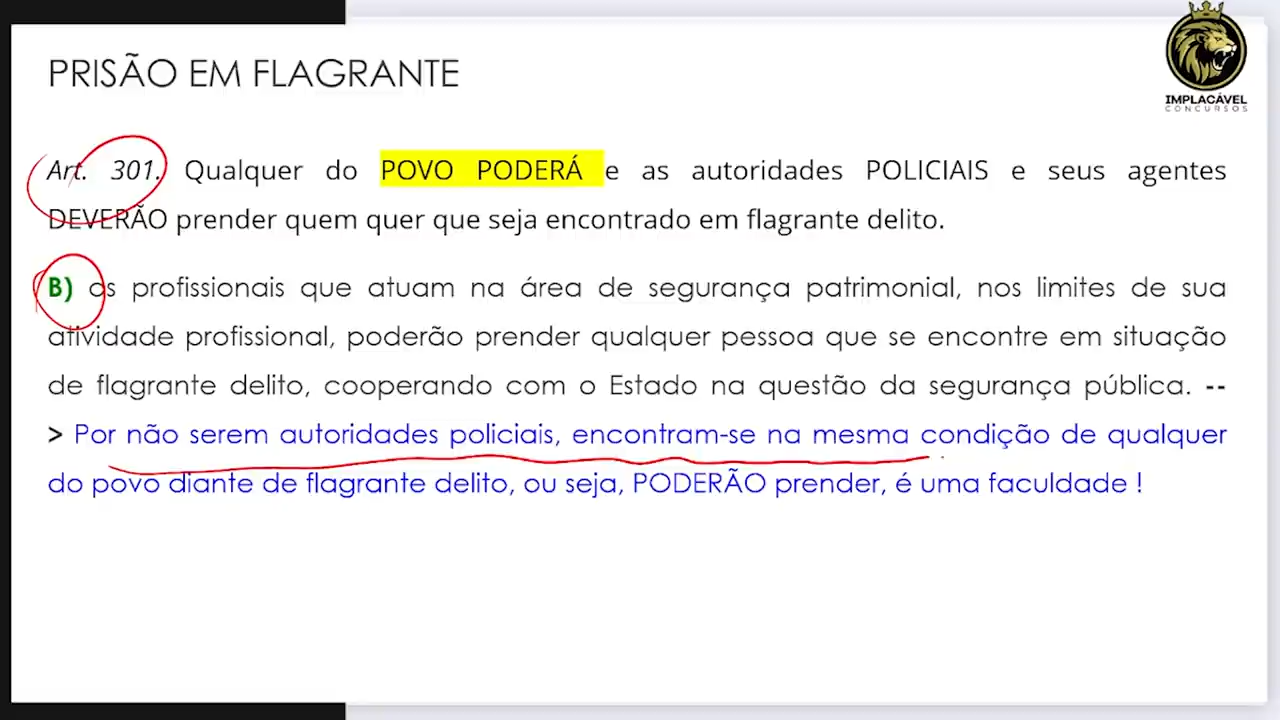 IMPLACÁVEL
CONCURSOS
PRISÃO EM FLAGRANTE
Art. 301. Qualquer do POVO PODERÁ e as autoridades POLICIAIS e seus agentes
DEVERÃO prender quem quer que seja encontrado em flagrante delito.
B) os profissionais que atuam na área de segurança patrimonial, nos limites de sua
atividade profissional, poderão prender qualquer pessoa que se encontre em situação
de flagrante delito, cooperando com o Estado na questão da segurança pública. --
> Por não serem autoridades policiais, encontram-se na mesma condição de qualquer
do povo diante de flagrante delito, ou seja, PODERÃO prender, é uma faculdade !